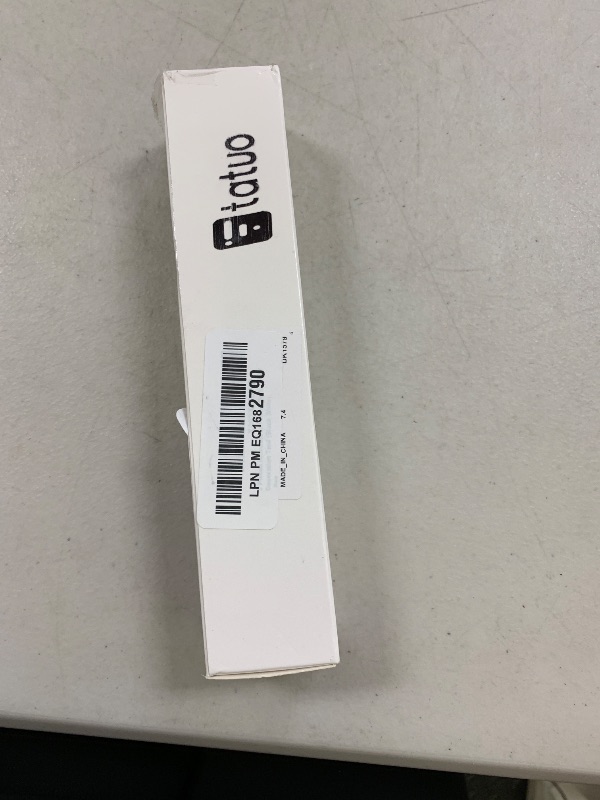 tatuo
LPN PM EQ1682790
MADE_IN_CHINA 7.4